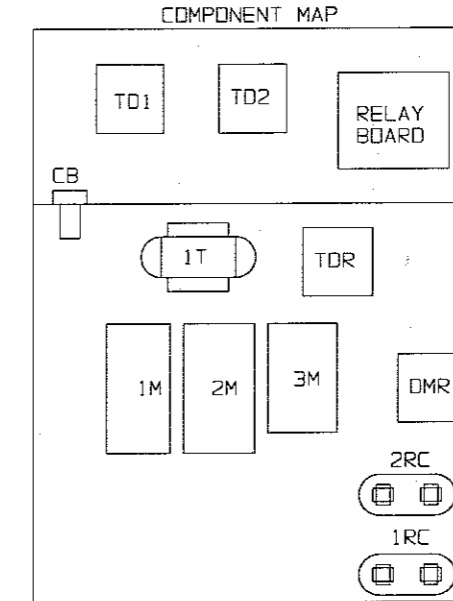 COMPONENT MAP
TD1
TD2
RELAY
BOARD
CB
1T
TDR
1M
2M
3M
DMR
2RC
1RC